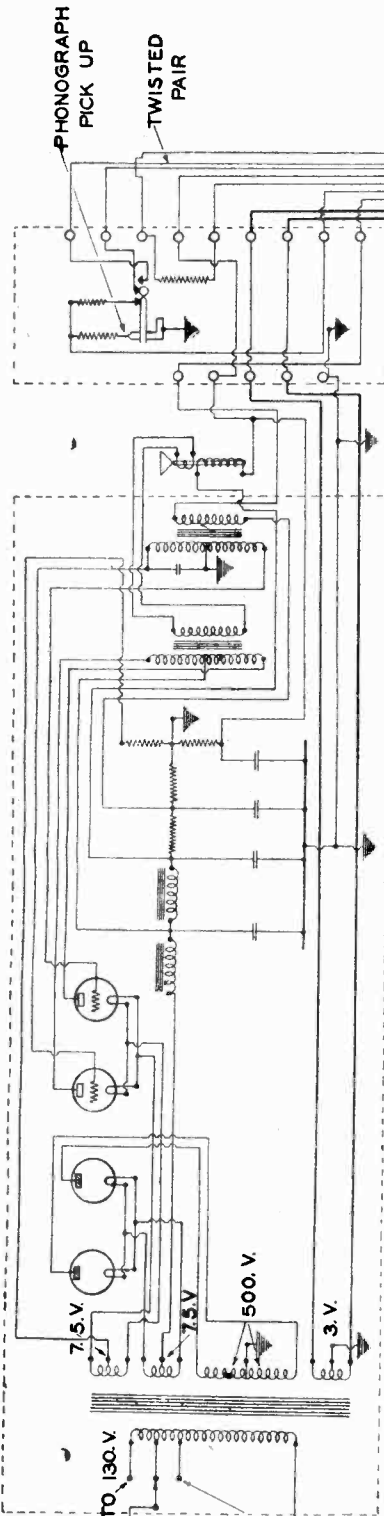 PHONOGRAPH
PICK UP
TWISTED
PAIR
7.5.V.
7.5.V
500. V.
3. V.
TO 130. V.